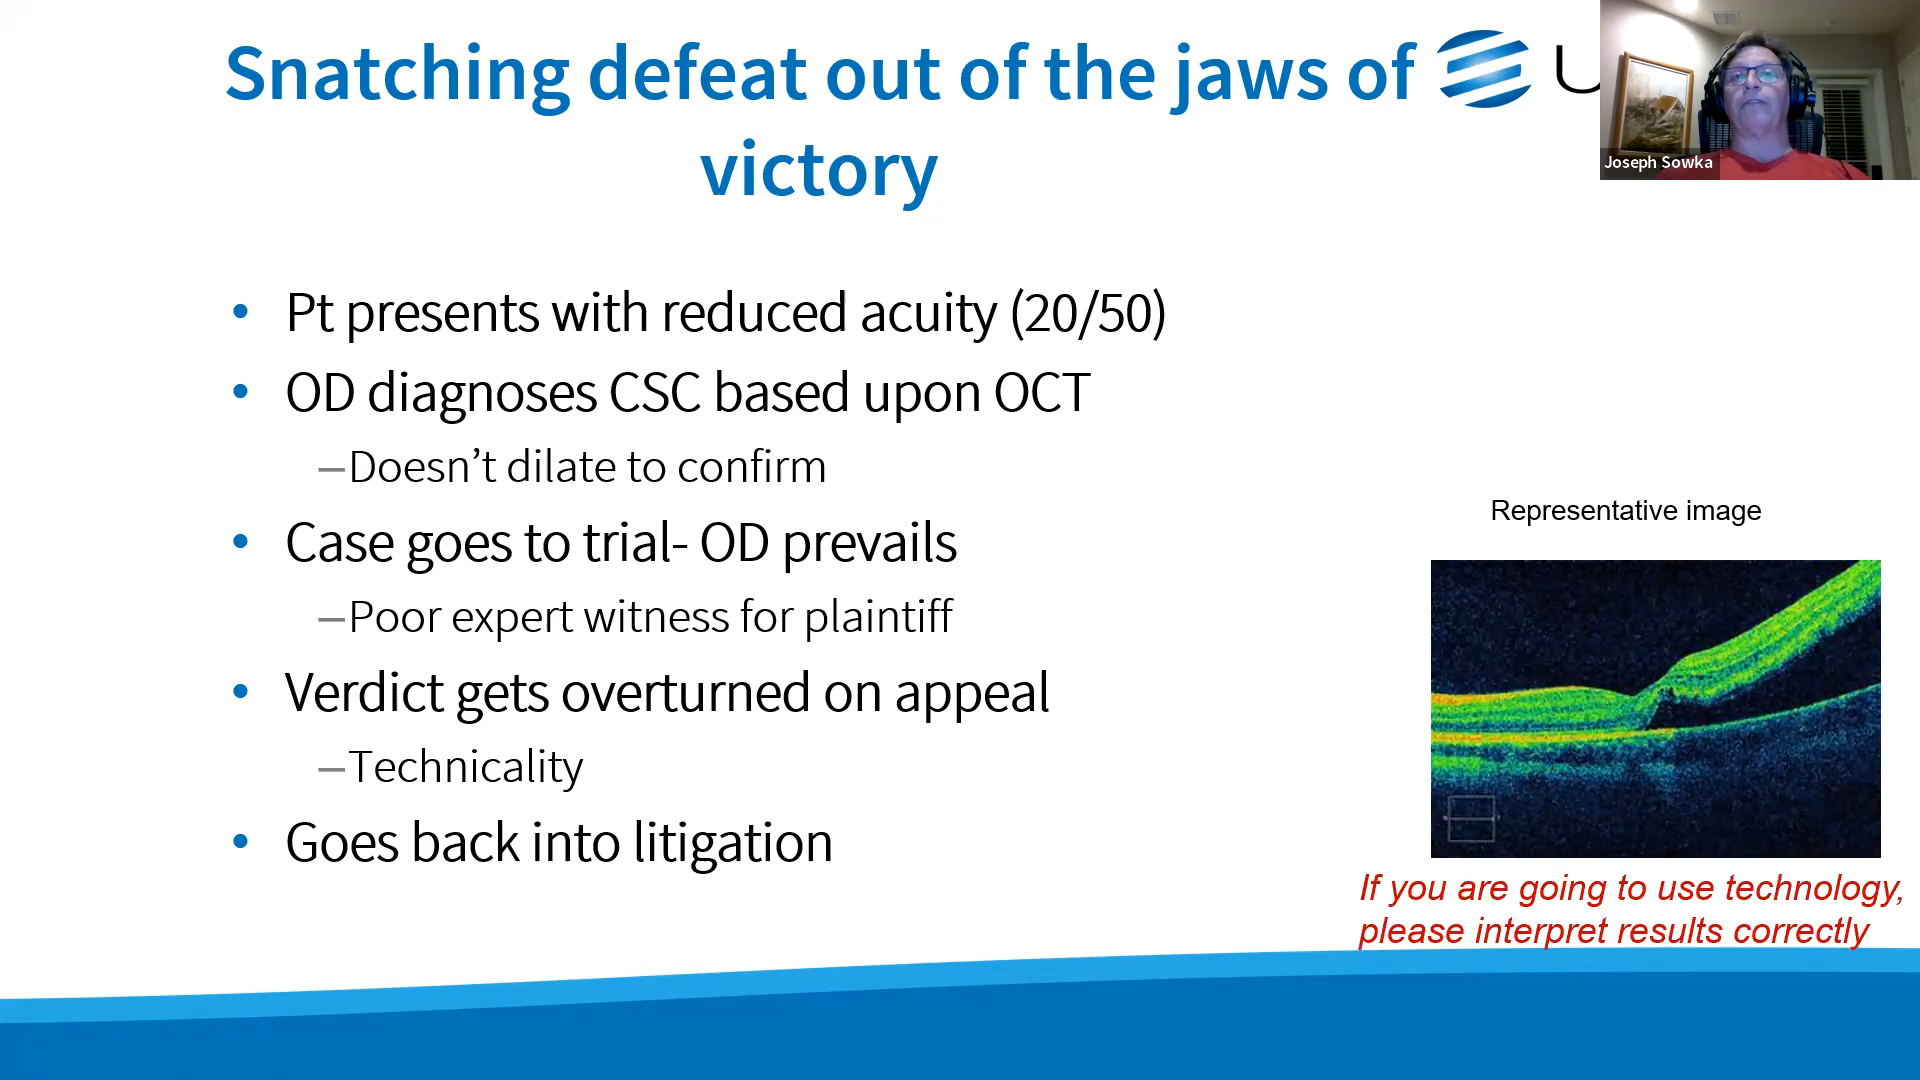 Snatching defeat out of the jaws of
victory
Joseph Sowka
• Pt presents with reduced acuity (20/50)
• OD diagnoses CSC based upon OCT
–Doesn’t dilate to confirm
• Case goes to trial- OD prevails
–Poor expert witness for plaintiff
• Verdict gets overturned on appeal
–Technicality
• Goes back into litigation
Representative image
If you are going to use technology,
please interpret results correctly